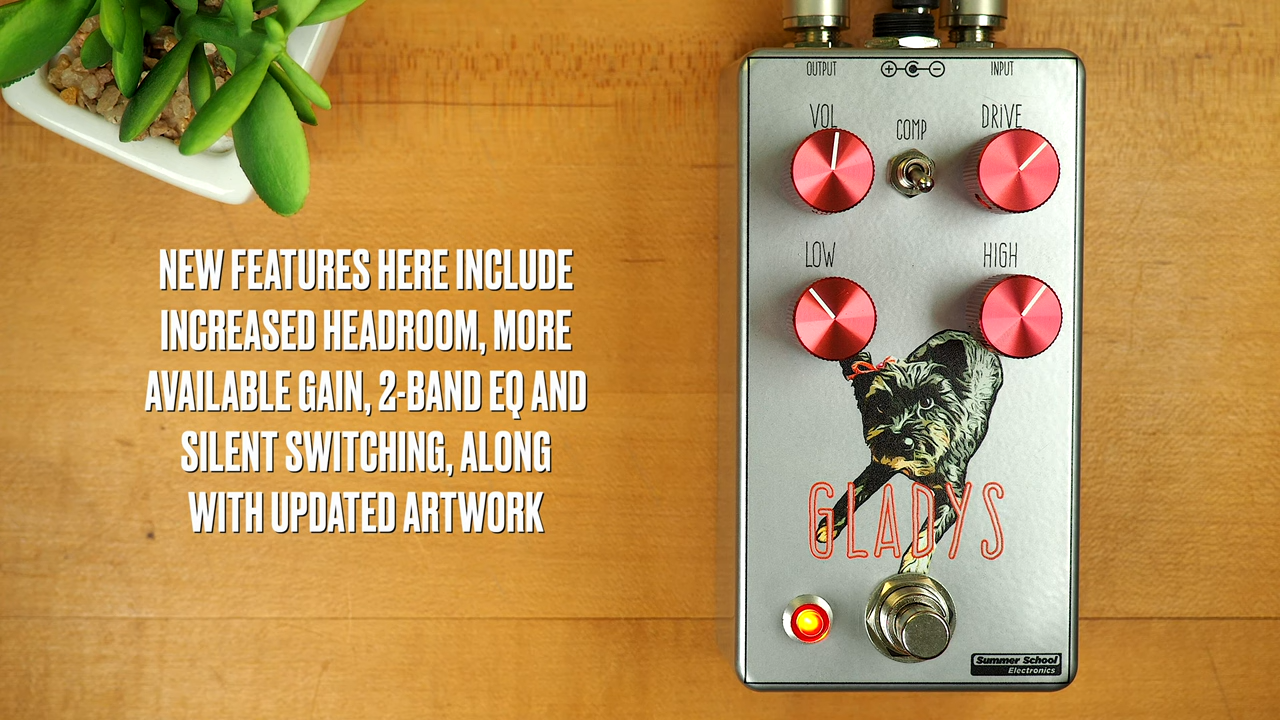 NEW FEATURES HERE INCLUDE
INCREASED HEADROOM, MORE
AVAILABLE GAIN, 2-BAND EQ AND
SILENT SWITCHING, ALONG
WITH UPDATED ARTWORK
OUTPUT
INPUT
VOL
COMP
DRIVE
LOW
HIGH
GLADYS
Summer School
Electronics